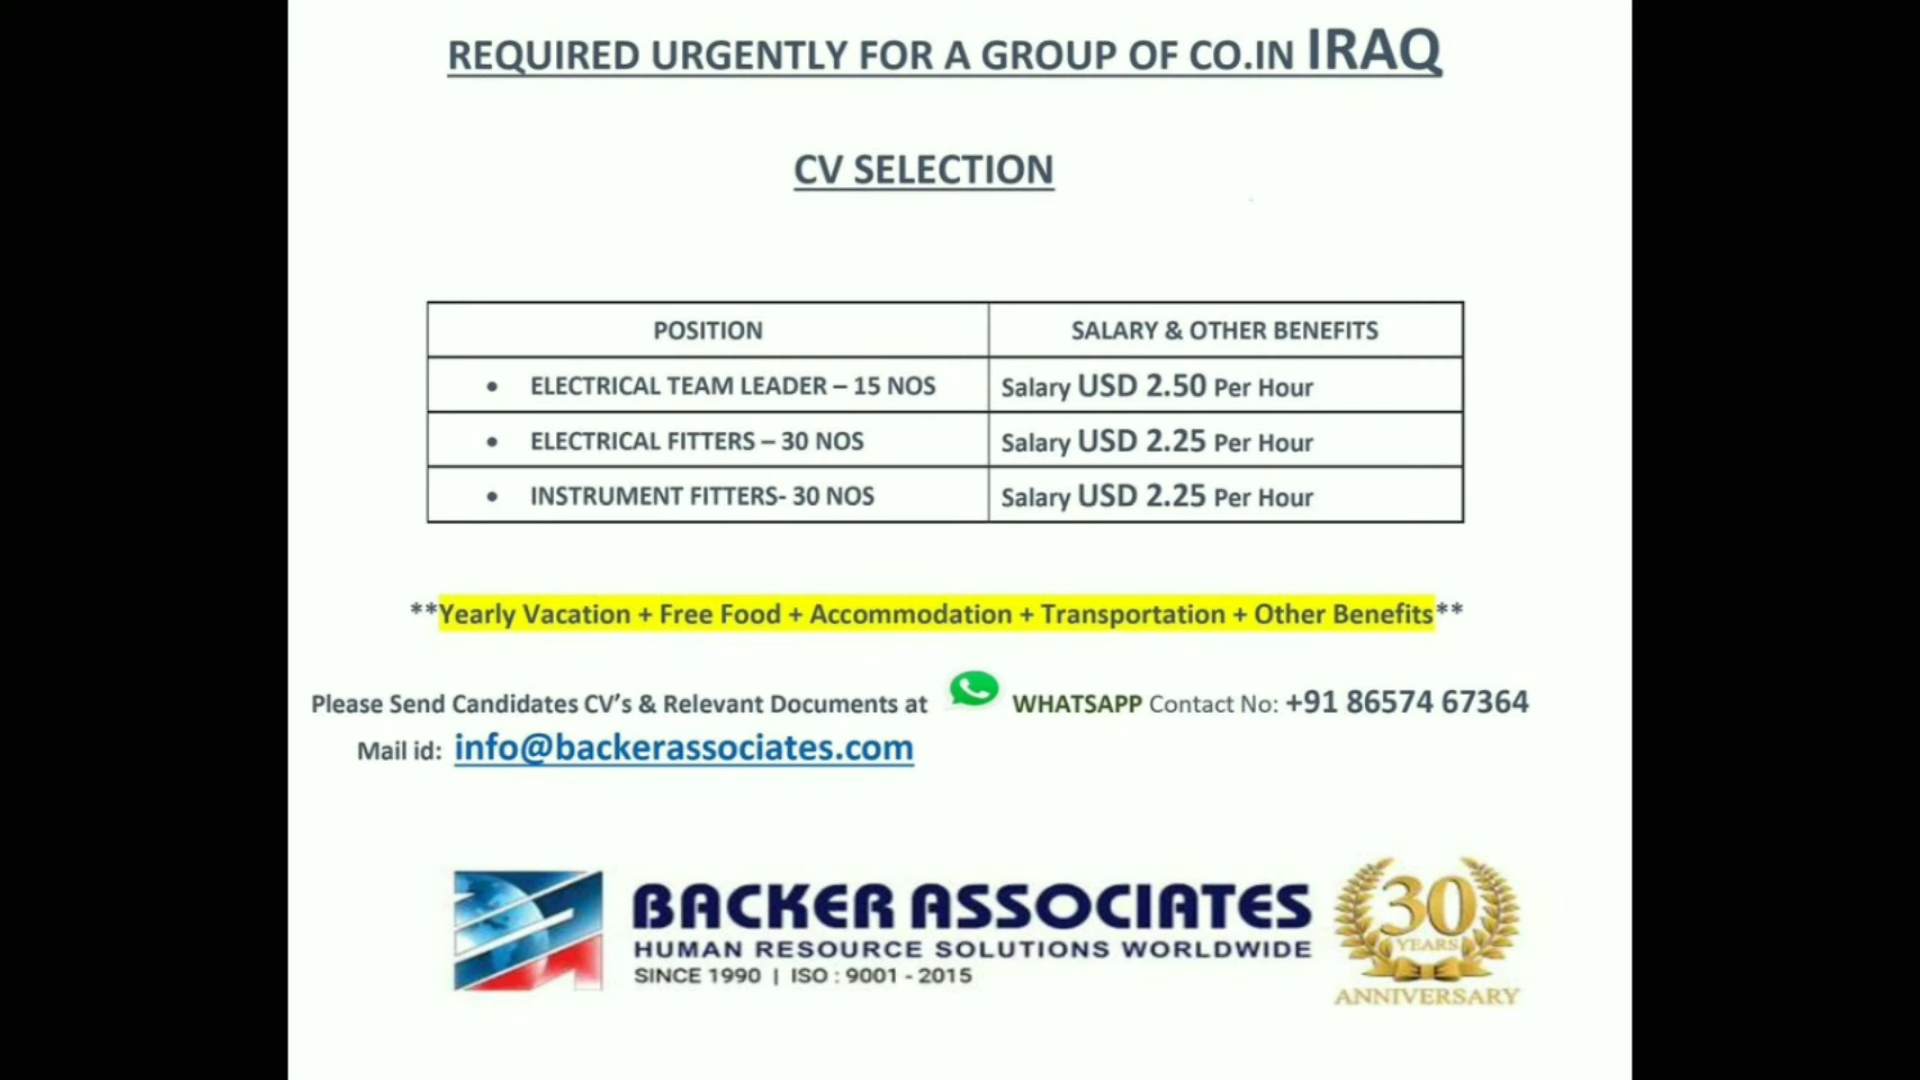 REQUIRED URGENTLY FOR A GROUP OF CO.IN IRAQ
CV SELECTION
POSITION SALARY & OTHER BENEFITS
• ELECTRICAL TEAM LEADER – 15 NOS Salary USD 2.50 Per Hour
• ELECTRICAL FITTERS – 30 NOS Salary USD 2.25 Per Hour
• INSTRUMENT FITTERS- 30 NOS Salary USD 2.25 Per Hour
**Yearly Vacation + Free Food + Accommodation + Transportation + Other Benefits**
Please Send Candidates CV’s & Relevant Documents at WHATSAPP Contact No: +91 86574 67364
Mail id: info@backerassociates.com
BACKER ASSOCIATES
HUMAN RESOURCE SOLUTIONS WORLDWIDE
SINCE 1990 | ISO : 9001 - 2015
30
YEARS
ANNIVERSARY